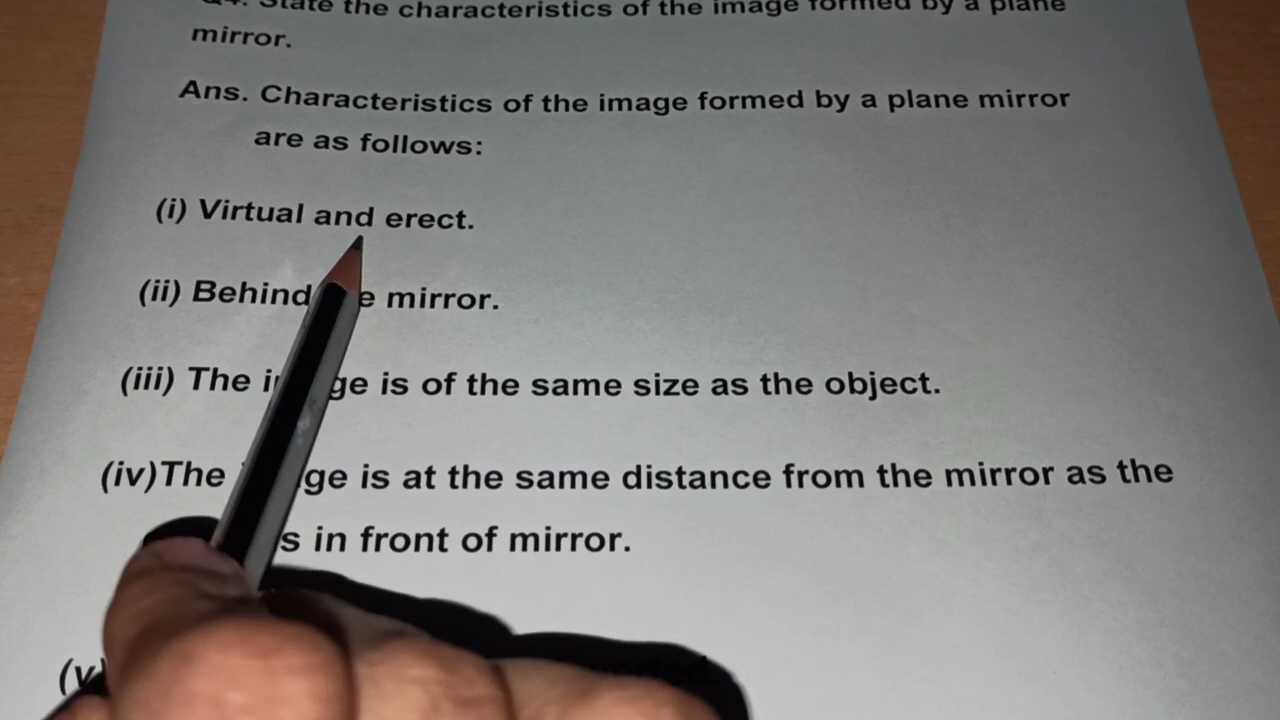 State the characteristics of the image formed by a plane
mirror.
Ans. Characteristics of the image formed by a plane mirror
are as follows:
(i) Virtual and erect.
(ii) Behind mirror.
(iii) The is of the same size as the object.
(iv)The is at the same distance from the mirror as the
in front of mirror.